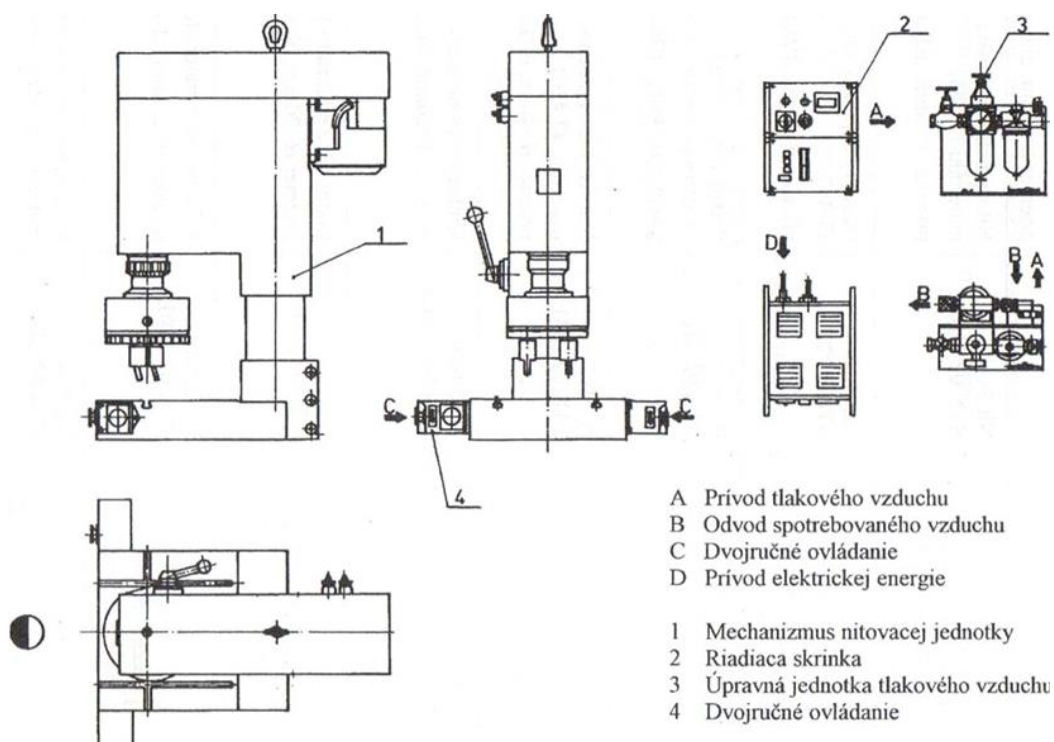 2
3
A
1
D
B
A
B
C
C
4
A Prívod tlakového vzduchu
B Odvod spotrebovaného vzduchu
C Dvojručné ovládanie
D Prívod elektrickej energie
1 Mechanizmus nitovacej jednotky
2 Riadiaca skrinka
3 Úpravná jednotka tlakového vzduchu
4 Dvojručné ovládanie